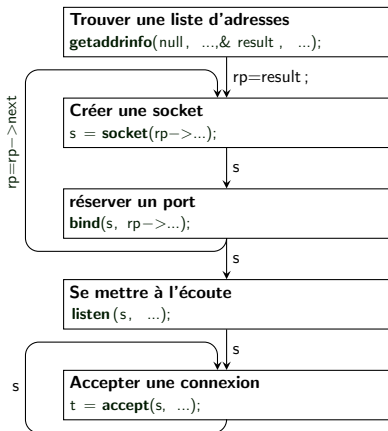 Trouver une liste d'adresses
getaddrinfo(null, ...,& result, ...);
rp=result;
rp=rp->next
Créer une socket
s = socket(rp->...);
s
réserver un port
bind(s, rp->...);
s
Se mettre à l'écoute
listen(s, ...);
s
s
Accepter une connexion
t = accept(s, ...);